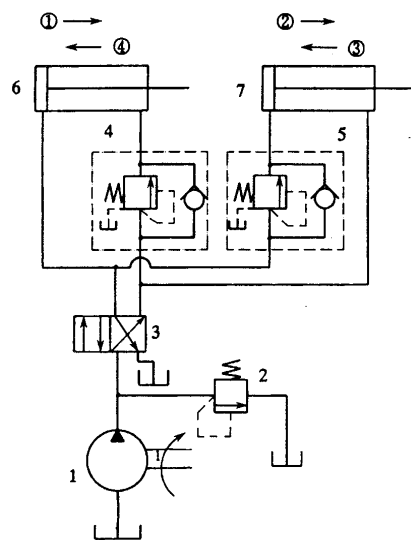 ① → ② →
← ④ ← ③
6 7
4 5
3
2
1